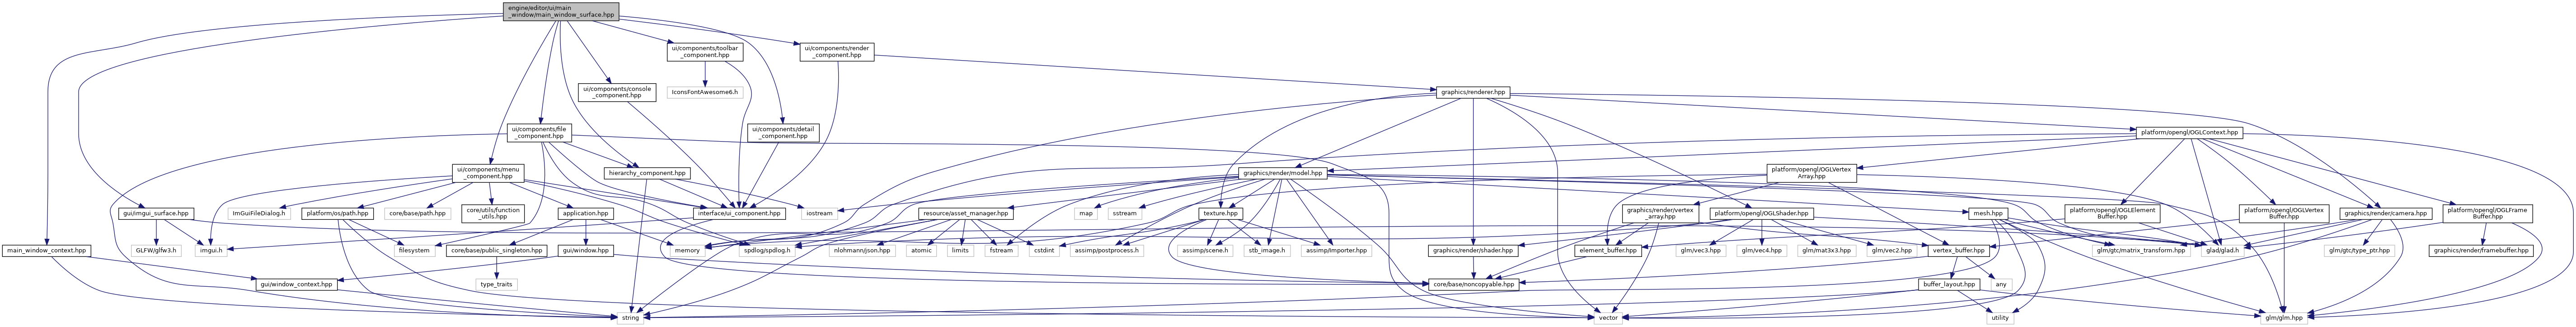 engine/editor/ui/main
_window/main_window_surface.hpp
ui/components/toolbar
_component.hpp
ui/components/render
_component.hpp
ui/components/console
_component.hpp
IconsFontAwesome6.h
graphics/renderer.hpp
ui/components/file
_component.hpp
ui/components/detail
_component.hpp
platform/opengl/OGLContext.hpp
ui/components/menu
_component.hpp
hierarchy_component.hpp
graphics/render/model.hpp
platform/opengl/OGLVertex
Array.hpp
gui/imgui_surface.hpp
ImGuiFileDialog.h
platform/os/path.hpp
core/base/path.hpp
core/utils/function
_utils.hpp
application.hpp
interface/ui_component.hpp
iostream
resource/asset_manager.hpp
map
sstream
texture.hpp
graphics/render/vertex
_array.hpp
platform/opengl/OGLShader.hpp
mesh.hpp
platform/opengl/OGLElement
Buffer.hpp
platform/opengl/OGLVertex
Buffer.hpp
graphics/render/camera.hpp
platform/opengl/OGLFrame
Buffer.hpp
main_window_context.hpp
GLFW/glfw3.h
imgui.h
filesystem
core/base/public_singleton.hpp
gui/window.hpp
memory
spdlog/spdlog.h
nlohmann/json.hpp
atomic
limits
fstream
cstdint
assimp/postprocess.h
assimp/scene.h
stb_image.h
assimp/Importer.hpp
graphics/render/shader.hpp
element_buffer.hpp
glm/vec3.hpp
glm/vec4.hpp
glm/mat3x3.hpp
glm/vec2.hpp
vertex_buffer.hpp
glm/gtc/matrix_transform.hpp
glad/glad.h
glm/gtc/type_ptr.hpp
graphics/render/framebuffer.hpp
gui/window_context.hpp
type_traits
core/base/noncopyable.hpp
buffer_layout.hpp
any
string
vector
utility
glm/glm.hpp